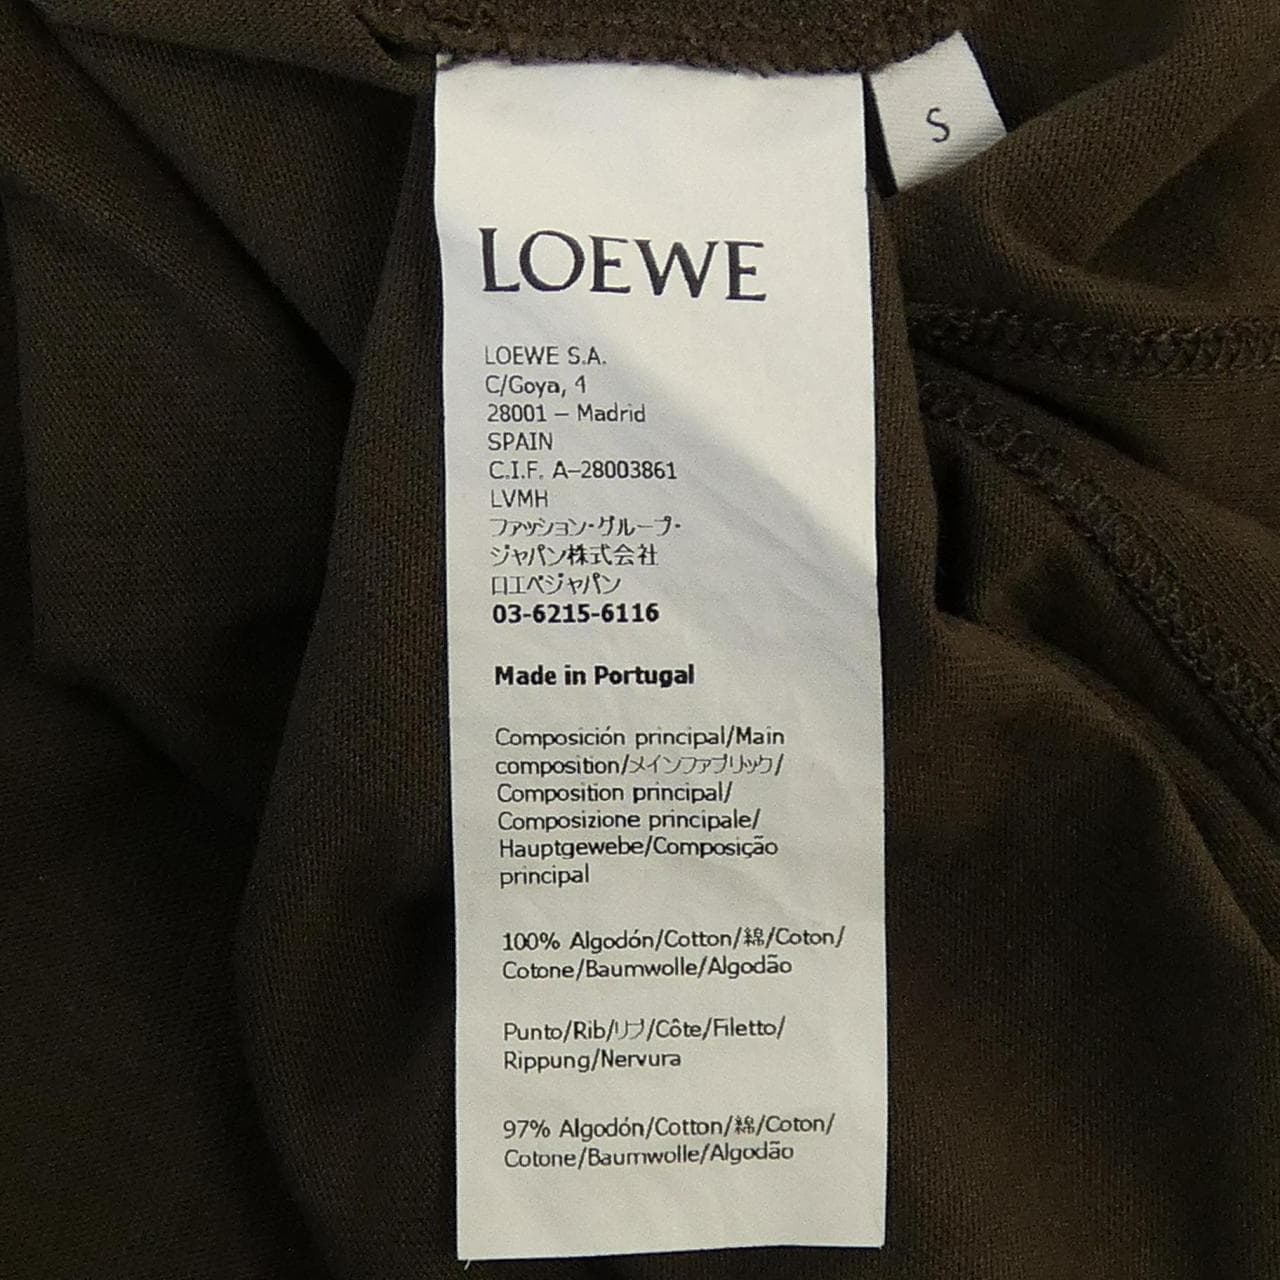 S
LOEWE
LOEWE S.A.
C/Goya, 4
28001 – Madrid
SPAIN
C.I.F. A–28003861
LVMH
ファッション・グループ・
ジャパン株式会社
ロエベジャパン
03-6215-6116
Made in Portugal
Composición principal/Main
composition/メインファブリック/
Composition principal/
Composizione principale/
Hauptgewebe/Composição
principal
100% Algodón/Cotton/綿/Coton/
Cotone/Baumwolle/Algodão
Punto/Rib/リブ/Côte/Filetto/
Rippung/Nervura
97% Algodón/Cotton/綿/Coton/
Cotone/Baumwolle/Algodão